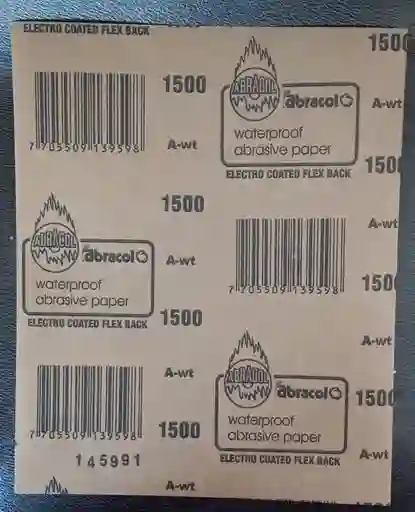 ELECTRO COATED FLEX BACK
1500
1500
ABRACOL
abracol
A-wt
waterproof
abrasive paper
7 705509 139598
A-wt
1500
ELECTRO COATED FLEX BACK
1500
A-wt
ABRACOL
abracol
A-wt
waterproof
abrasive paper
7 705509 139598
1500
ELECTRO COATED FLEX BACK
1500
A-wt
A-wt
ABRACOL
abracol
1500
waterproof
abrasive paper
7 705509 139598
1500
ELECTRO COATED FLEX BACK
A-wt
145991
A-wt